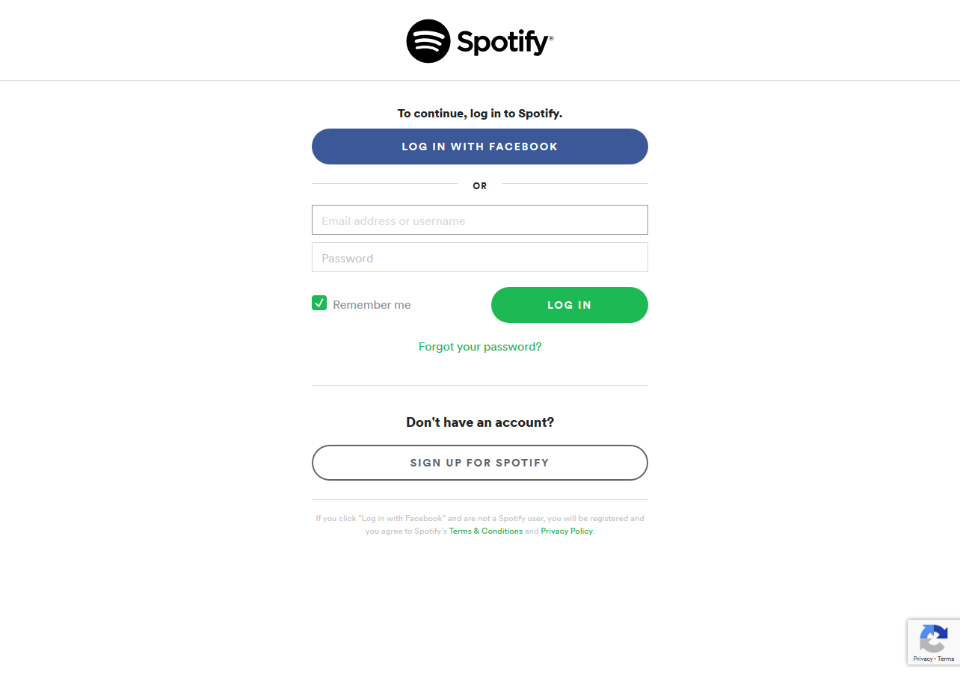 Spotify®
To continue, log in to Spotify.
LOG IN WITH FACEBOOK
OR
Email address or username
Password
Remember me
LOG IN
Forgot your password?
Don't have an account?
SIGN UP FOR SPOTIFY
If you click "Log in with Facebook" and are not a Spotify user, you will be registered and
you agree to Spotify's Terms & Conditions and Privacy Policy.
Privacy - Terms